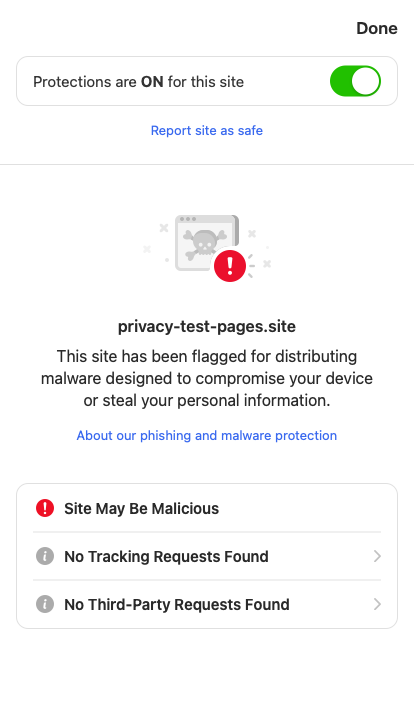 Done
Protections are ON for this site
Report site as safe
privacy-test-pages.site
This site has been flagged for distributing
malware designed to compromise your device
or steal your personal information.
About our phishing and malware protection
Site May Be Malicious
No Tracking Requests Found
No Third-Party Requests Found